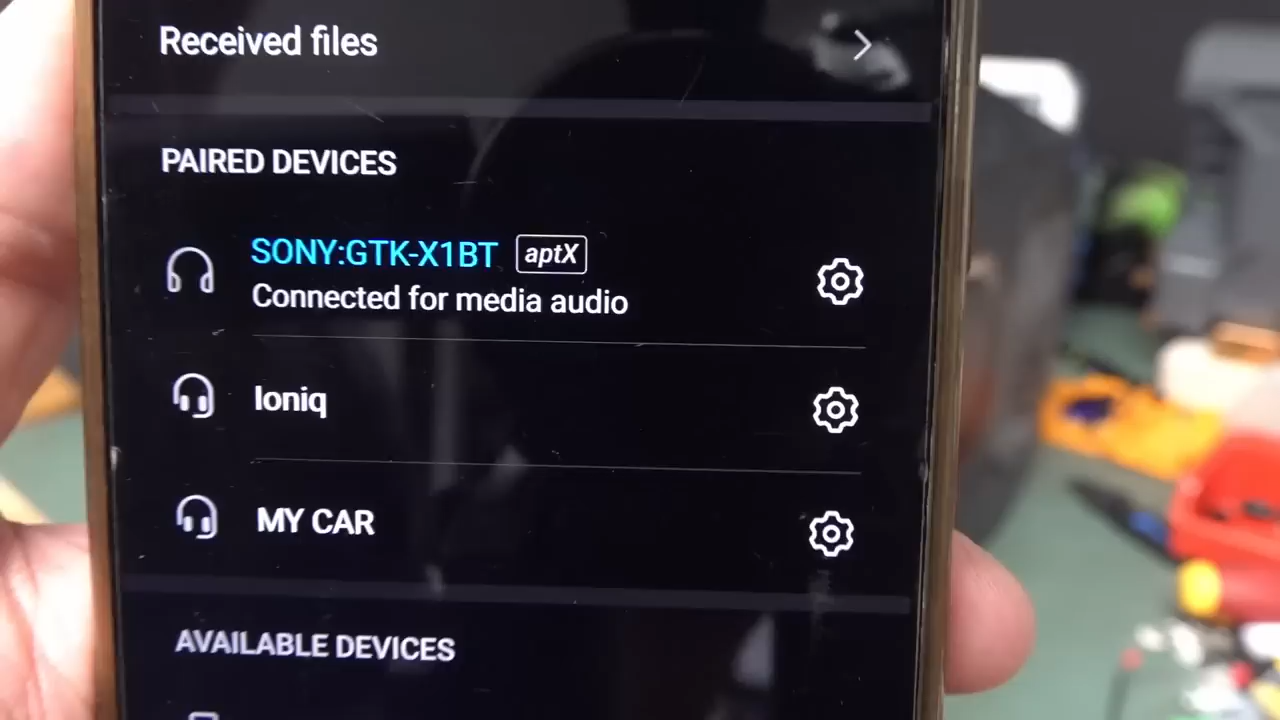 Received files
PAIRED DEVICES
SONY:GTK-X1BT aptX
Connected for media audio
Ioniq
MY CAR
AVAILABLE DEVICES